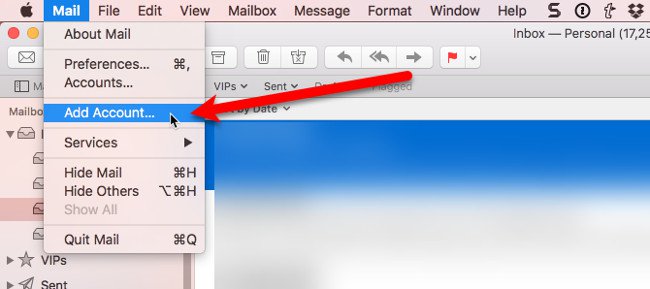 Mail File Edit View Mailbox Message Format Window Help
Inbox — Personal (17,25
About Mail
Preferences... ⌘,
Accounts...
Add Account...
Services
Hide Mail ⌘H
Hide Others ⌥⌘H
Show All
Quit Mail ⌘Q
VIPs Sent
Flagged
by Date
Mailbo
VIPs
Sent